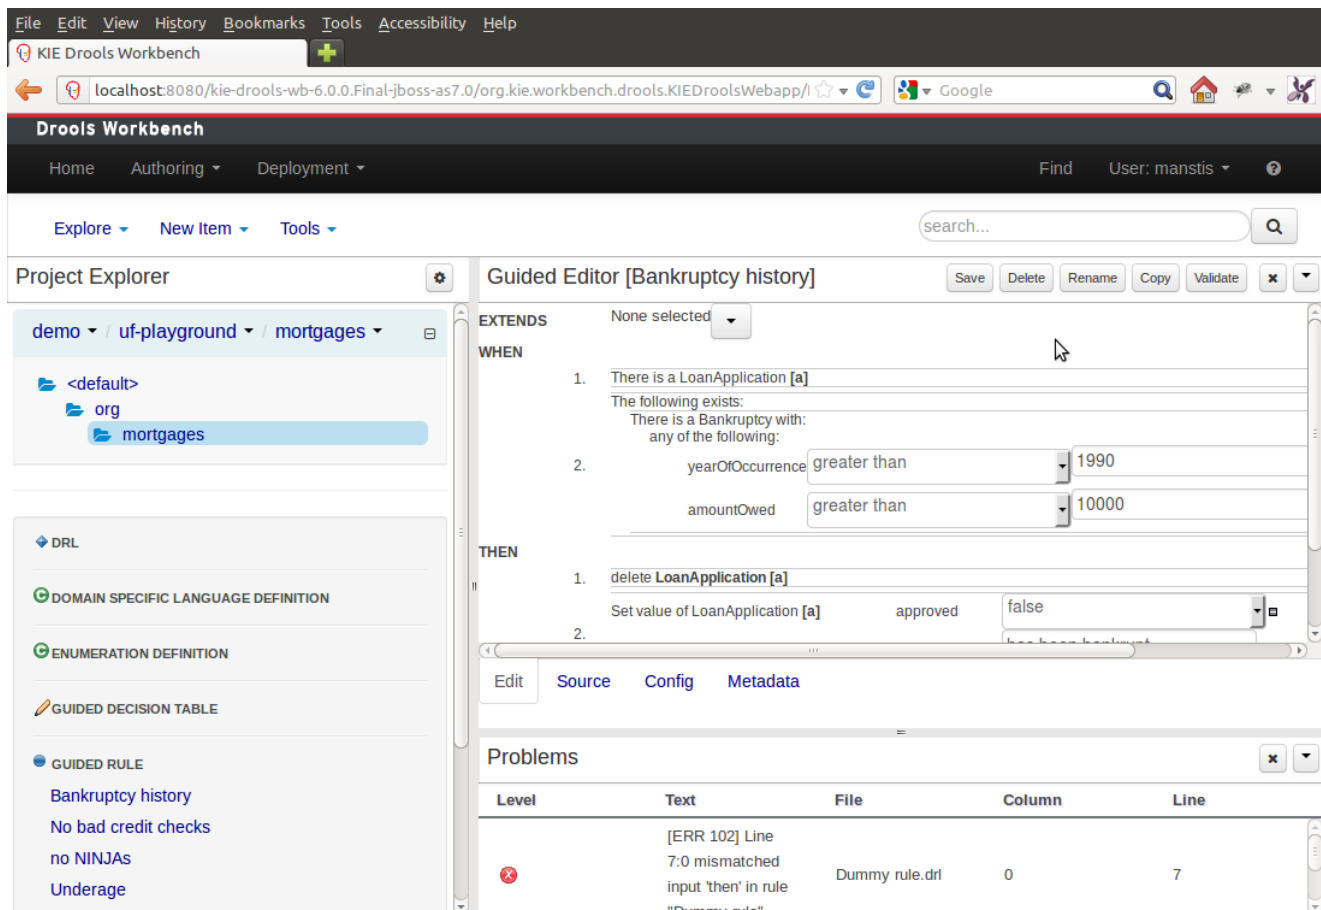 File Edit View History Bookmarks Tools Accessibility Help
KIE Drools Workbench
localhost:8080/kie-drools-wb-6.0.0.Final-jboss-as7.0/org.kie.workbench.drools.KIEDroolsWebapp/
Google
Drools Workbench
Home Authoring Deployment Find User: manstis
Explore New Item Tools search...
Project Explorer
demo / uf-playground / mortgages
<default>
org
mortgages
DRL
DOMAIN SPECIFIC LANGUAGE DEFINITION
ENUMERATION DEFINITION
GUIDED DECISION TABLE
GUIDED RULE
Bankruptcy history
No bad credit checks
no NINJAs
Underage
Guided Editor [Bankruptcy history] Save Delete Rename Copy Validate
EXTENDS None selected
WHEN
1. There is a LoanApplication [a]
The following exists:
There is a Bankruptcy with:
any of the following:
2. yearOfOccurrence greater than 1990
amountOwed greater than 10000
THEN
1. delete LoanApplication [a]
Set value of LoanApplication [a] approved false
2.
has been bankrupt
Edit Source Config Metadata
Problems
Level Text File Column Line
[ERR 102] Line
7:0 mismatched
input 'then' in rule
"Dummy rule"
Dummy rule.drl 0 7